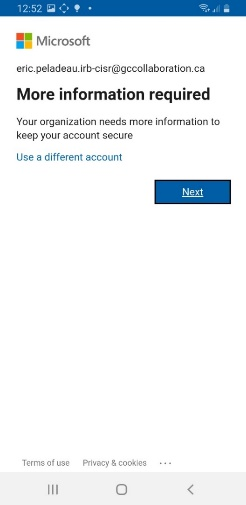 12:52
Microsoft
eric.peladeau.irb-cisr@gccollaboration.ca
More information required
Your organization needs more information to
keep your account secure
Use a different account
Next
Terms of use Privacy & cookies ...